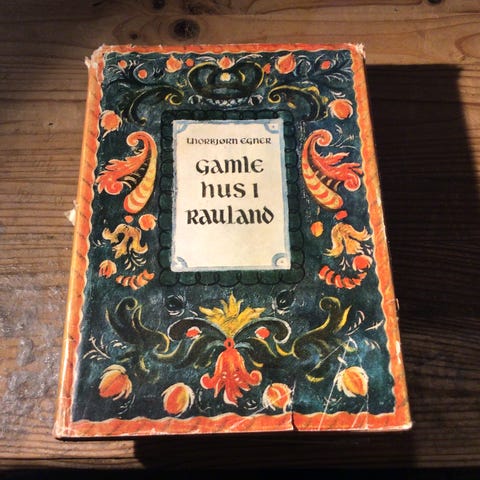 thorbjørn egner
gamle
hus i
rauland